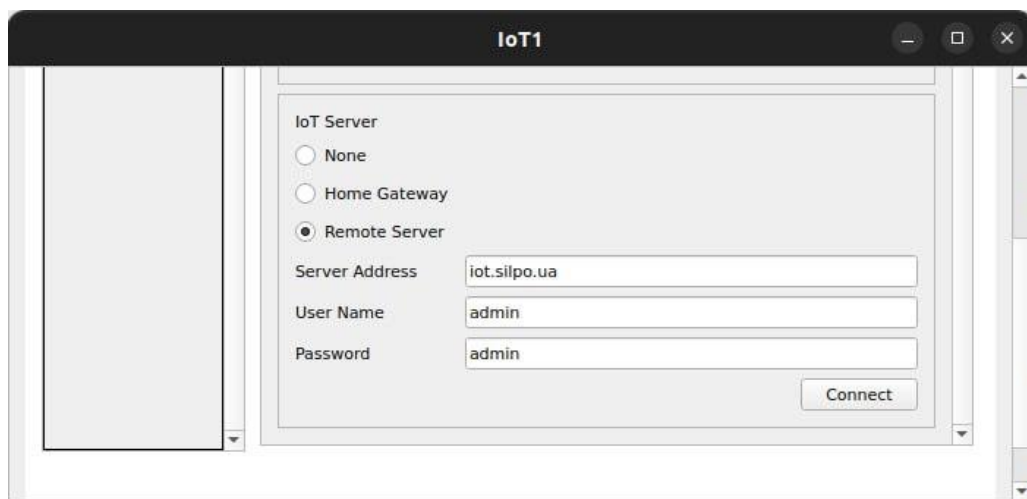 IoT1
IoT Server
None
Home Gateway
Remote Server
Server Address iot.silpo.ua
User Name admin
Password admin
Connect